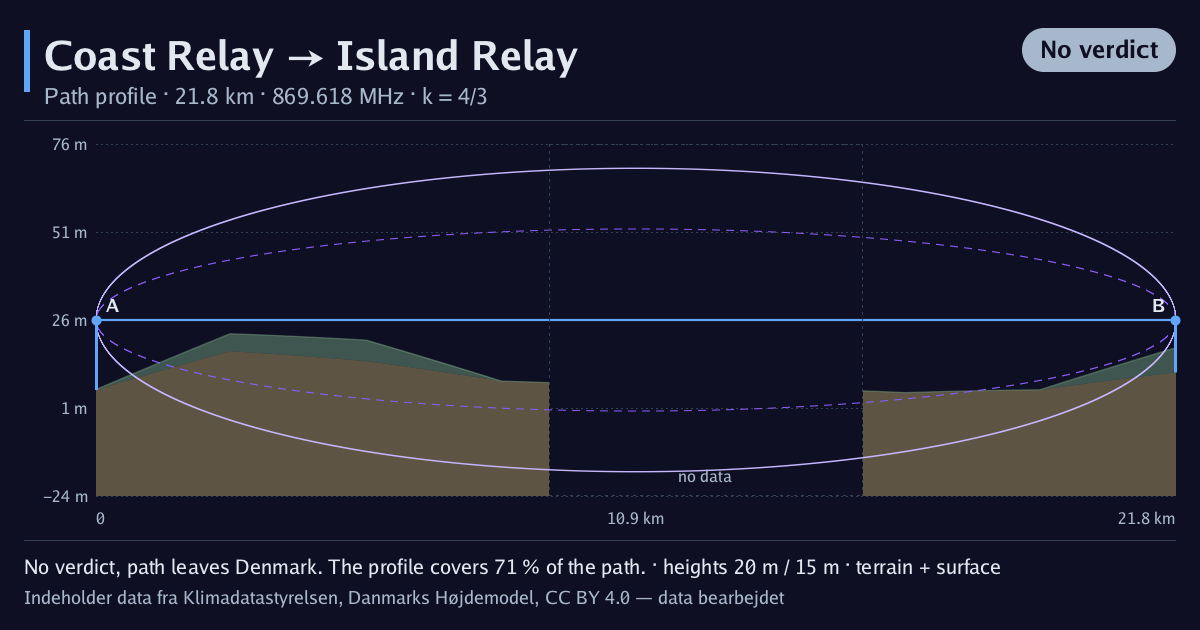 Coast Relay → Island Relay
No verdict
Path profile · 21.8 km · 869.618 MHz · k = 4/3
76 m
51 m
A
B
26 m
1 m
no data
−24 m
0
10.9 km
21.8 km
No verdict, path leaves Denmark. The profile covers 71 % of the path. · heights 20 m / 15 m · terrain + surface
Indeholder data fra Klimadatastyrelsen, Danmarks Højdemodel, CC BY 4.0 — data bearbejdet